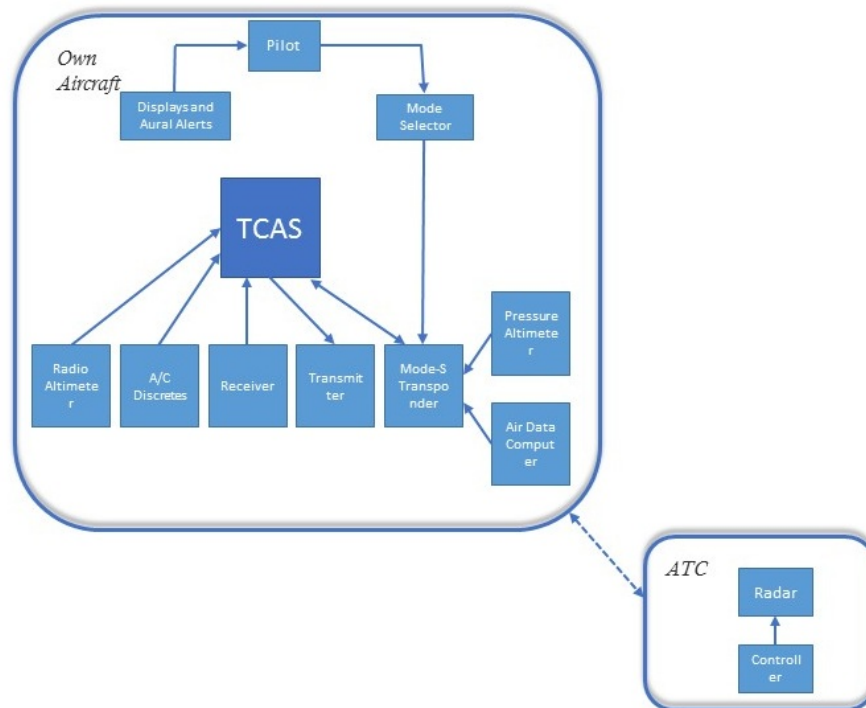 Own
Aircraft
Pilot
Displays and
Aural Alerts
Mode
Selector
TCAS
Radio
Altimete
r
A/C
Discretes
Receiver
Transmit
ter
Mode-S
Transpo
nder
Pressure
Altimete
r
Air Data
Comput
er
ATC
Radar
Controll
er